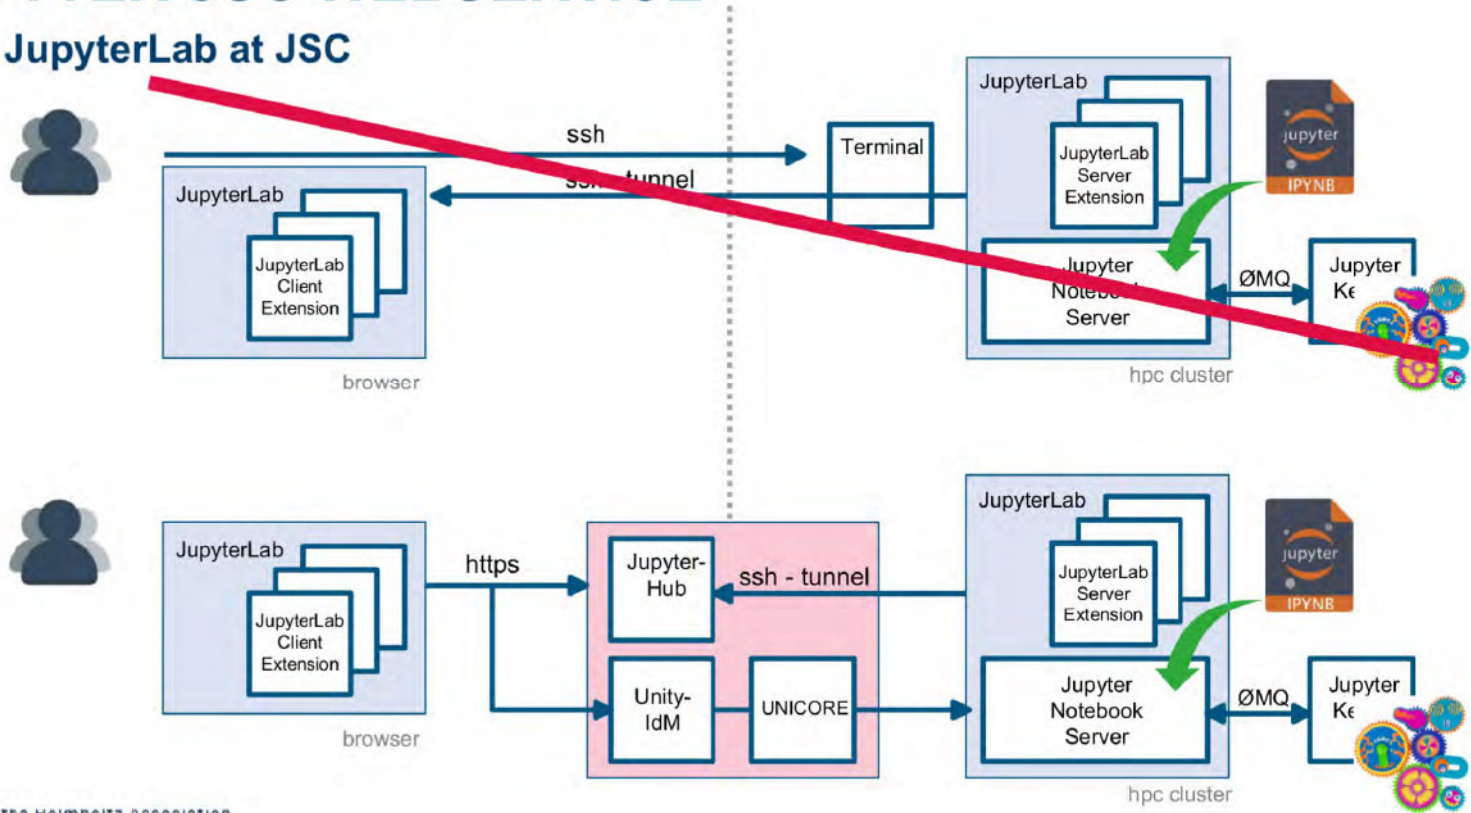 JupyterLab at JSC
ssh
Terminal
JupyterLab
JupyterLab
Server
Extension
jupyter
IPYNB
tunnel
JupyterLab
JupyterLab
Client
Extension
browser
Jupyter
Notebook
Server
ØMQ
Jupyter
hpc cluster
JupyterLab
JupyterLab
Client
Extension
browser
https
Jupyter-
Hub
ssh - tunnel
Unity-
IdM
UNICORE
JupyterLab
JupyterLab
Server
Extension
jupyter
IPYNB
Jupyter
Notebook
Server
ØMQ
Jupyter
hpc cluster